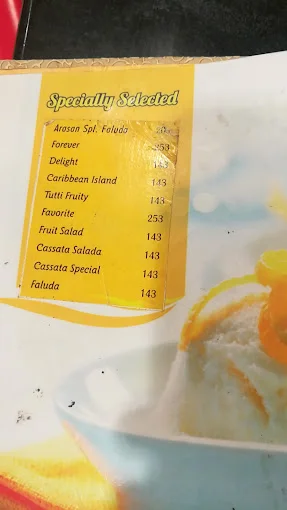 Specially Selected
Arasan Spl. Faluda
Forever 253
Delight 143
Caribbean Island 143
Tutti Fruity 143
Favorite 253
Fruit Salad 143
Cassata Salada 143
Cassata Special 143
Faluda 143